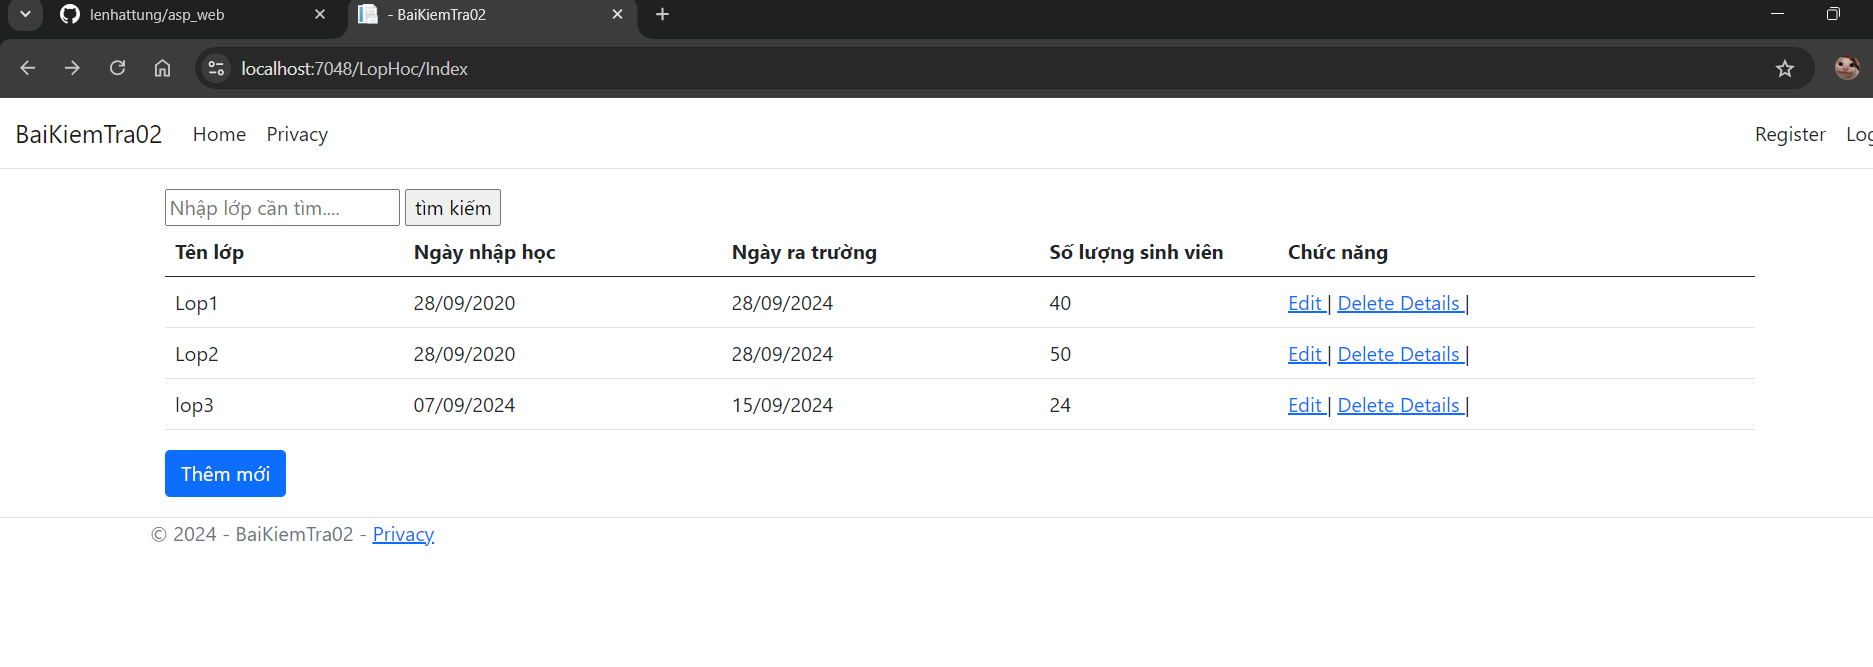 lenhattung/asp_web
- BaiKiemTra02
localhost:7048/LopHoc/Index
BaiKiemTra02 Home Privacy Register
Nhập lớp cần tìm.... tìm kiếm
Tên lớp Ngày nhập học Ngày ra trường Số lượng sinh viên Chức năng
Lop1 28/09/2020 28/09/2024 40 Edit | Delete Details |
Lop2 28/09/2020 28/09/2024 50 Edit | Delete Details |
lop3 07/09/2024 15/09/2024 24 Edit | Delete Details |
Thêm mới
© 2024 - BaiKiemTra02 - Privacy